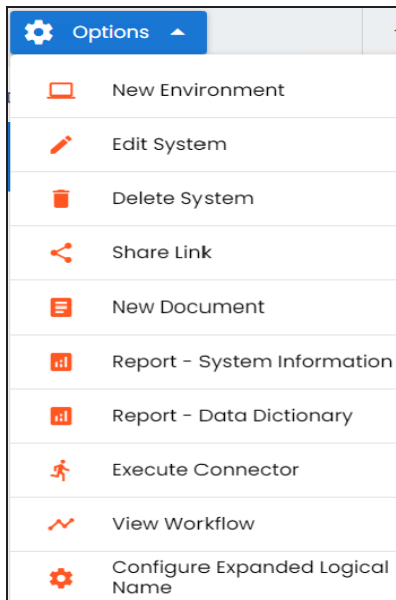 Options
New Environment
Edit System
Delete System
Share Link
New Document
Report - System Information
Report - Data Dictionary
Execute Connector
View Workflow
Configure Expanded Logical
Name